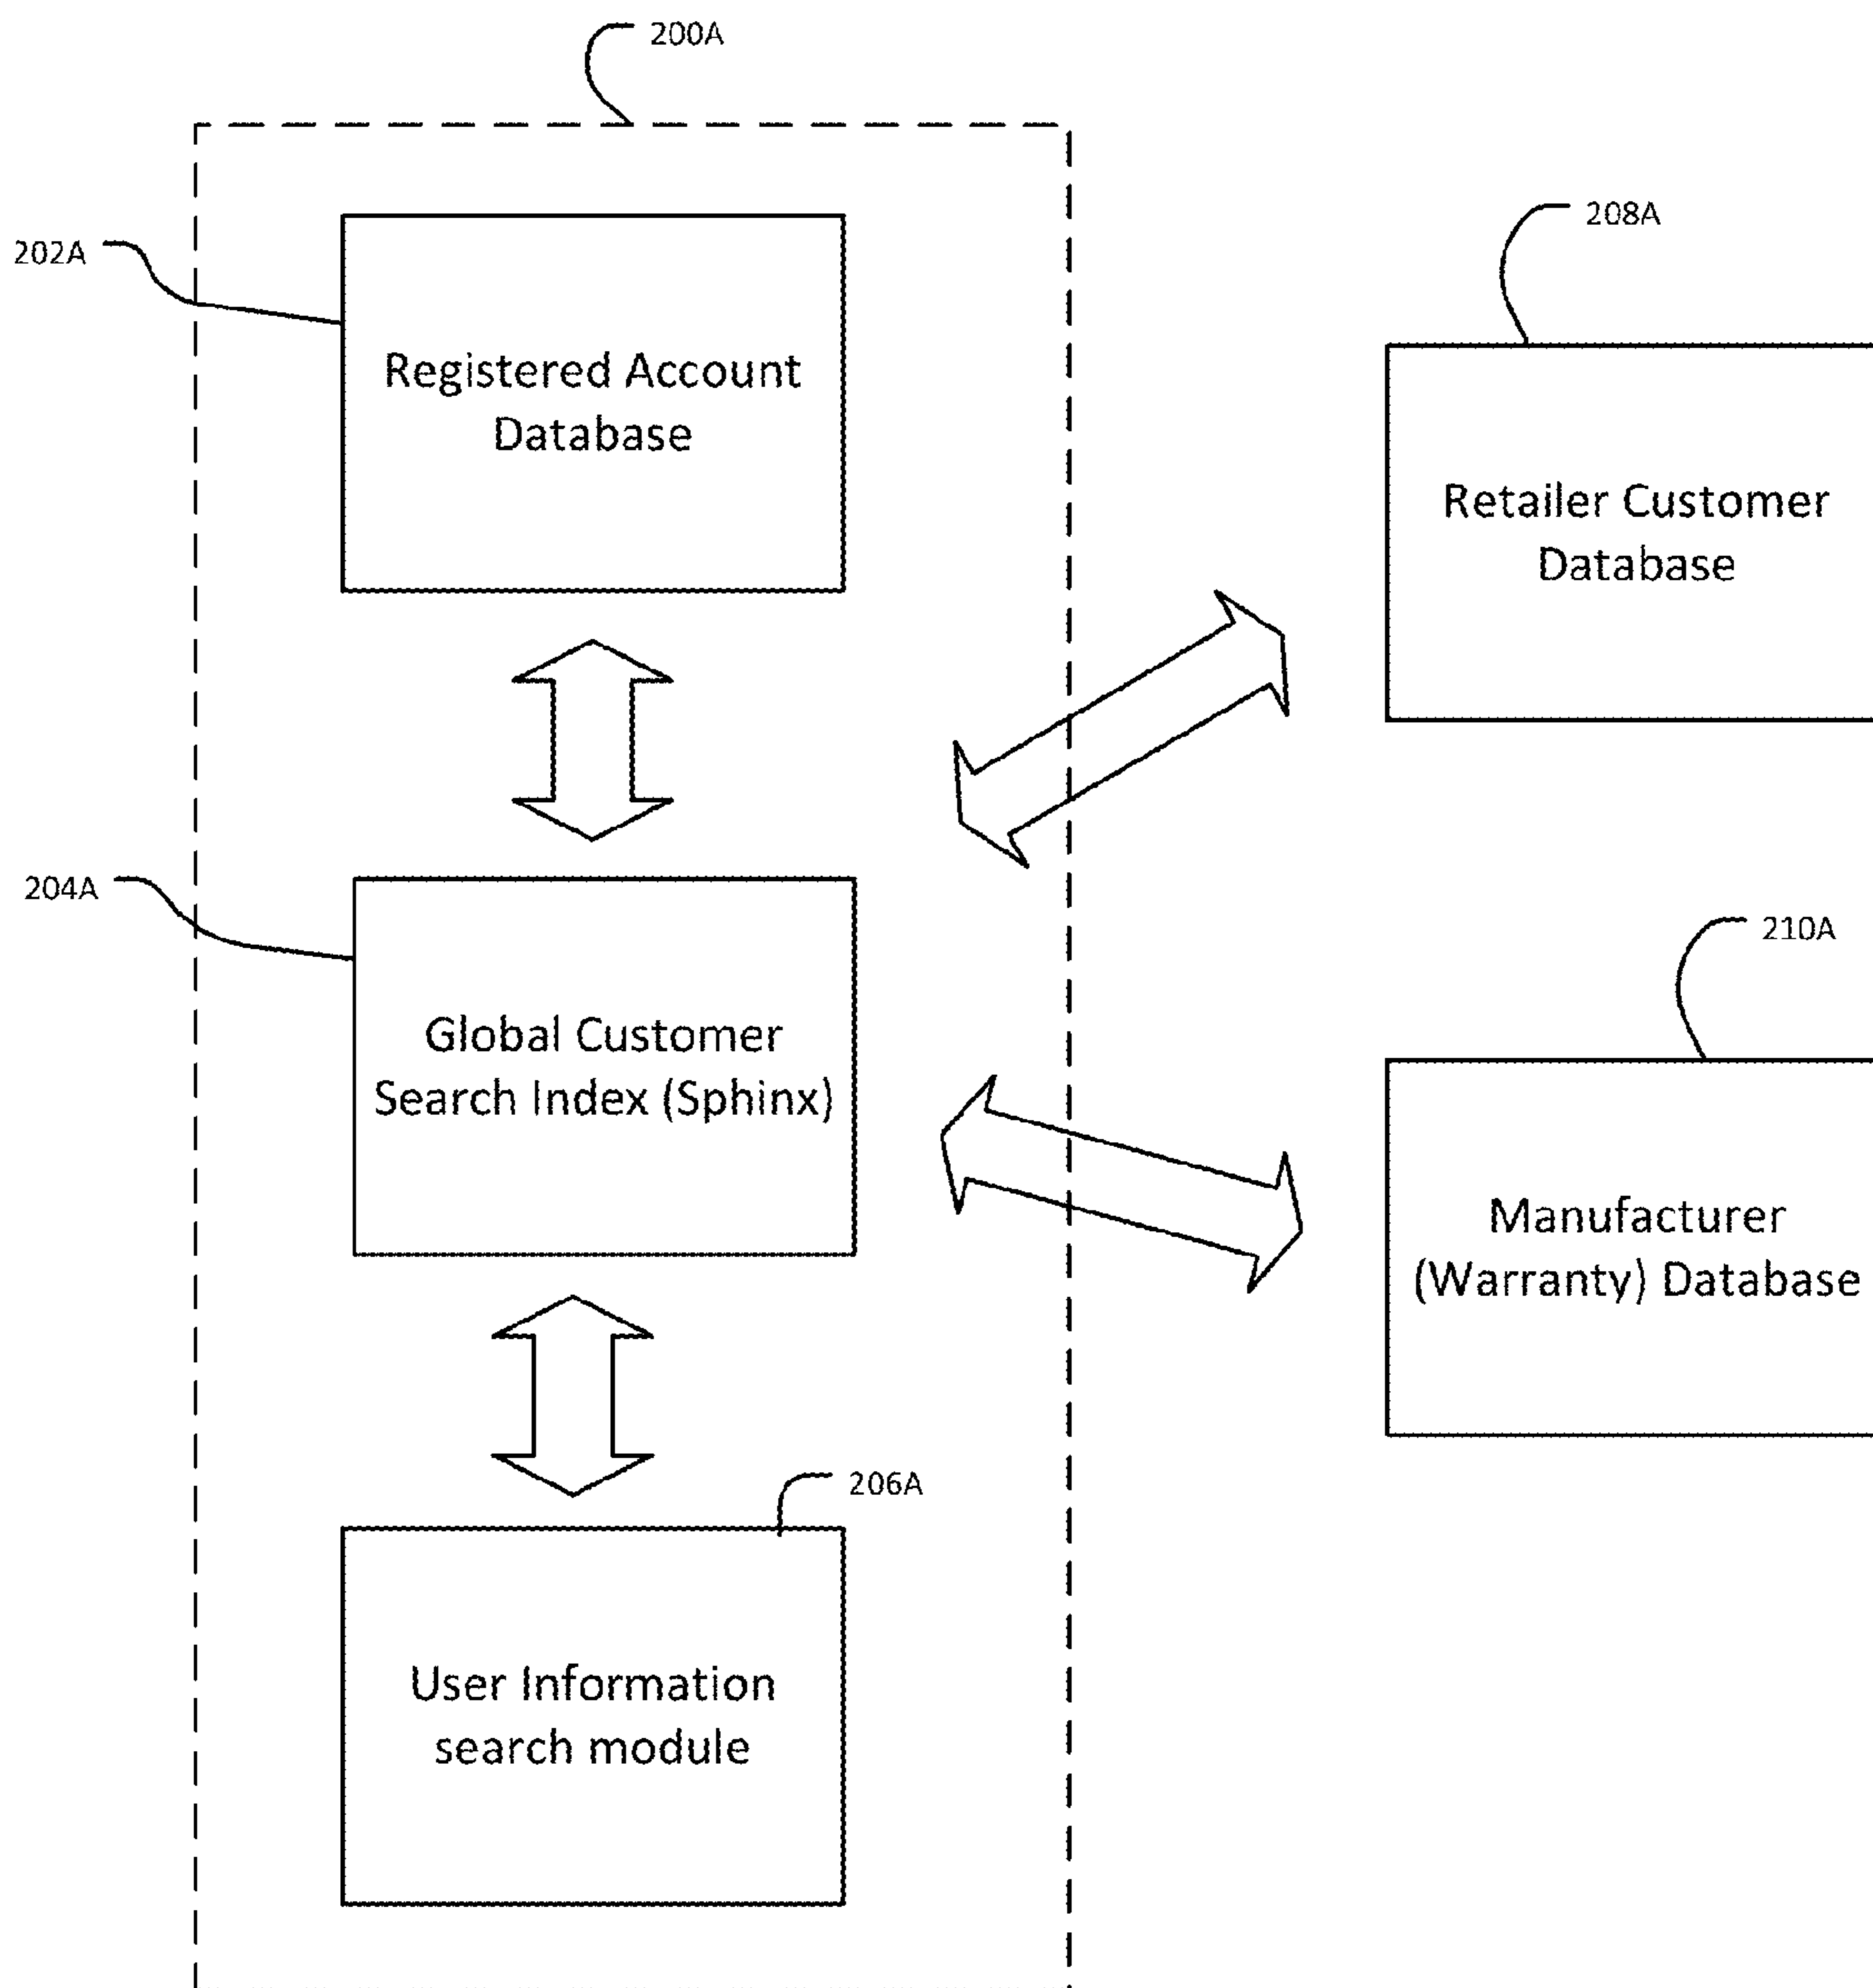 200A
202A
Registered Account
Database
208A
Retailer Customer
Database
204A
Global Customer
Search Index (Sphinx)
210A
Manufacturer
(Warranty) Database
206A
User Information
search module